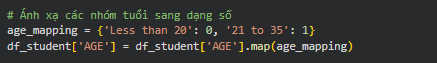 # Ánh xạ các nhóm tuổi sang dạng số
age_mapping = {'Less than 20': 0, '21 to 35': 1}
df_student['AGE'] = df_student['AGE'].map(age_mapping)